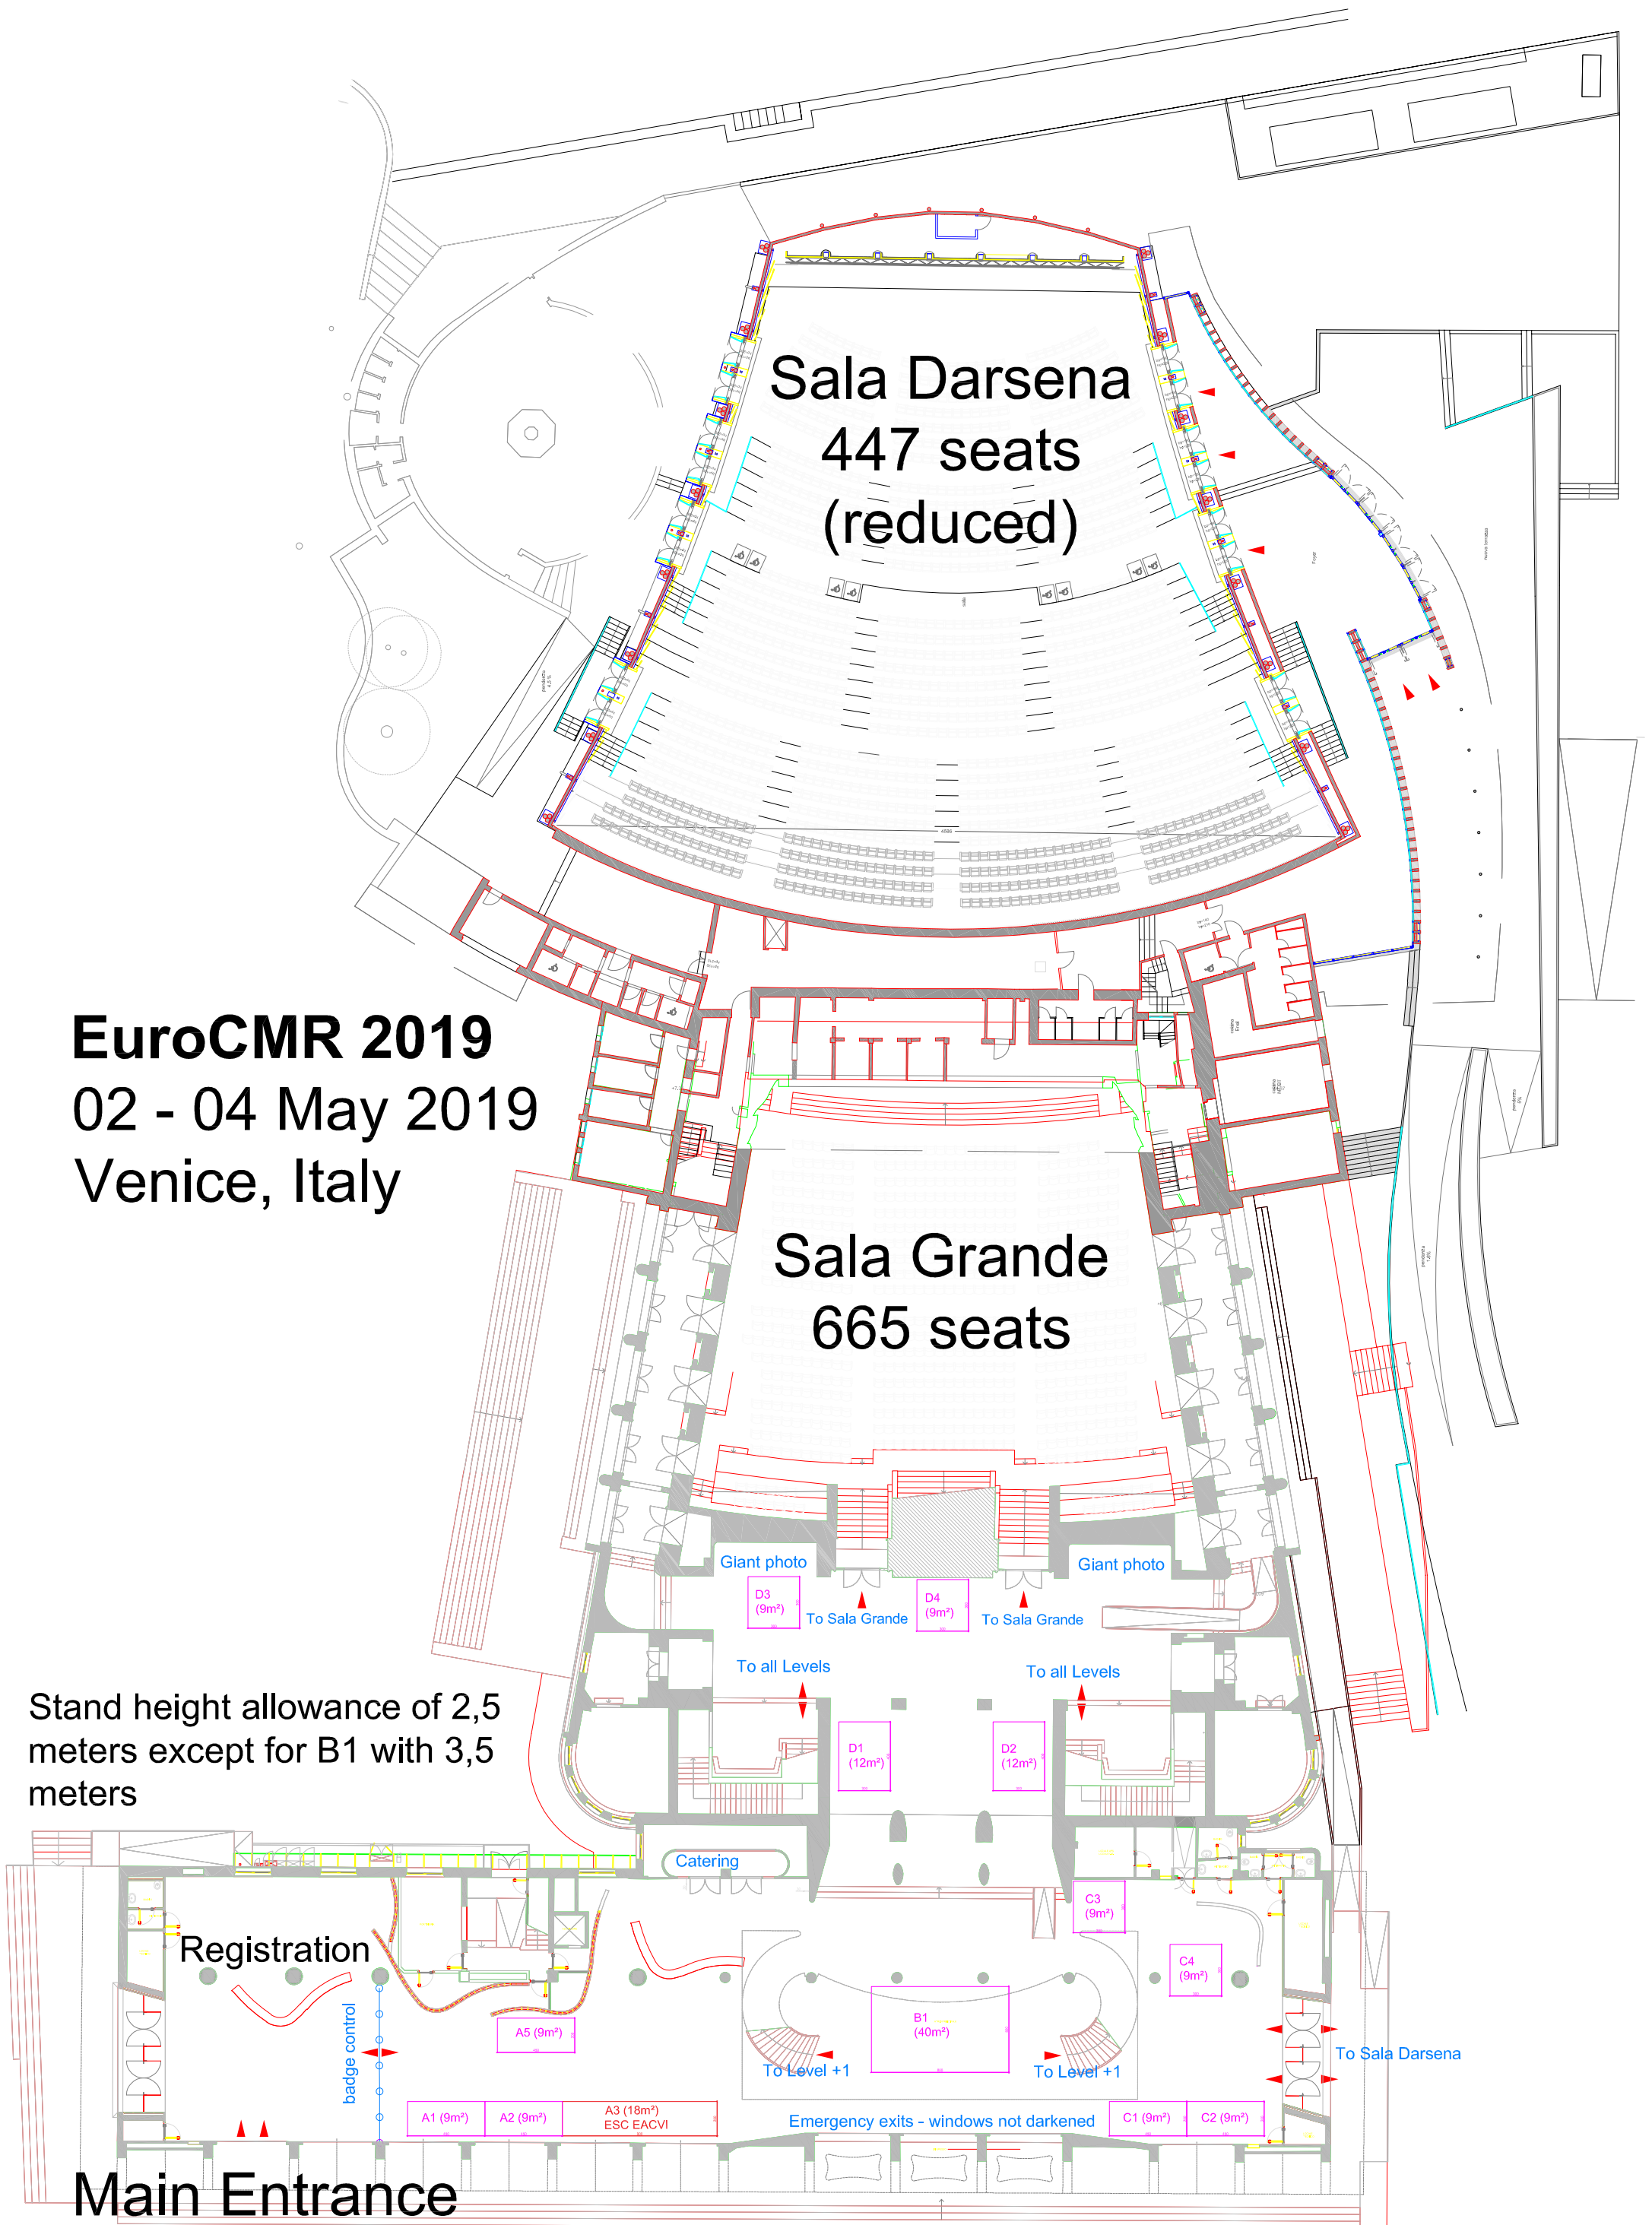 Sala Darsena
447 seats
(reduced)
EuroCMR 2019
02 - 04 May 2019
Venice, Italy
Sala Grande
665 seats
Giant photo
Giant photo
D3
(9m²)
D4
(9m²)
To Sala Grande
To Sala Grande
To all Levels
To all Levels
Stand height allowance of 2,5
meters except for B1 with 3,5
meters
D1
(12m²)
D2
(12m²)
Catering
C3
(9m²)
Registration
C4
(9m²)
badge control
A5 (9m²)
B1
(40m²)
To Level +1
To Level +1
To Sala Darsena
A1 (9m²)
A2 (9m²)
A3 (18m²)
ESC EACVI
Emergency exits - windows not darkened
C1 (9m²)
C2 (9m²)
Main Entrance